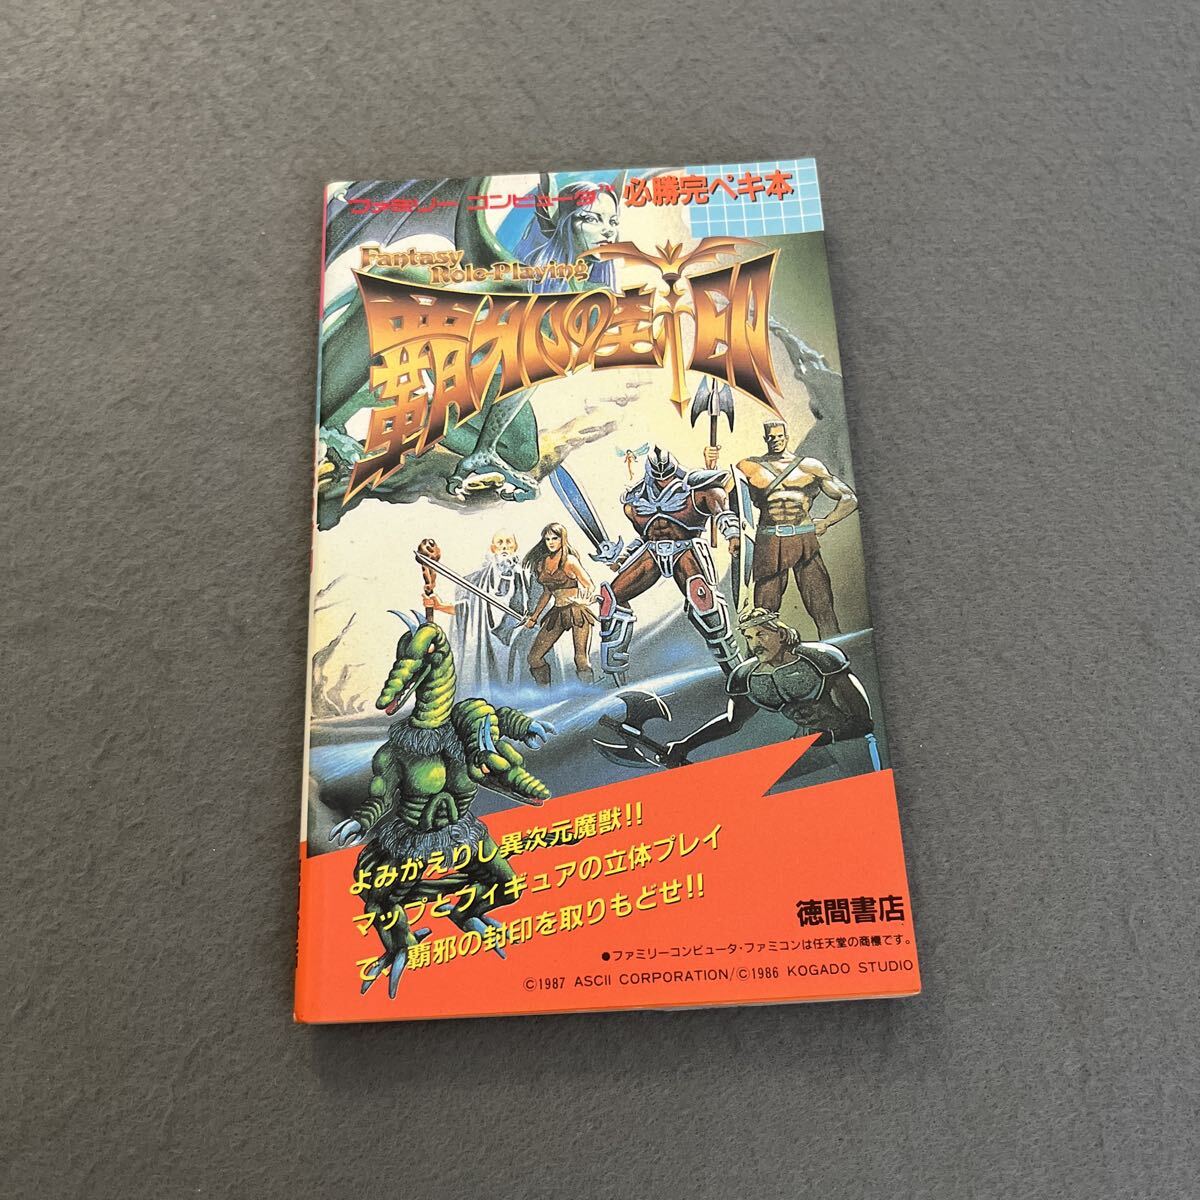 ファミリー コンピュータ™ 必勝完ペキ本
Fantasy
Role-Playing
覇邪の封印
よみがえりし異次元魔獣!!
マップとフィギュアの立体プレイ
で、覇邪の封印を取りもどせ!!
徳間書店
●ファミリーコンピュータ・ファミコンは任天堂の商標です。
©1987 ASCII CORPORATION/©1986 KOGADO STUDIO